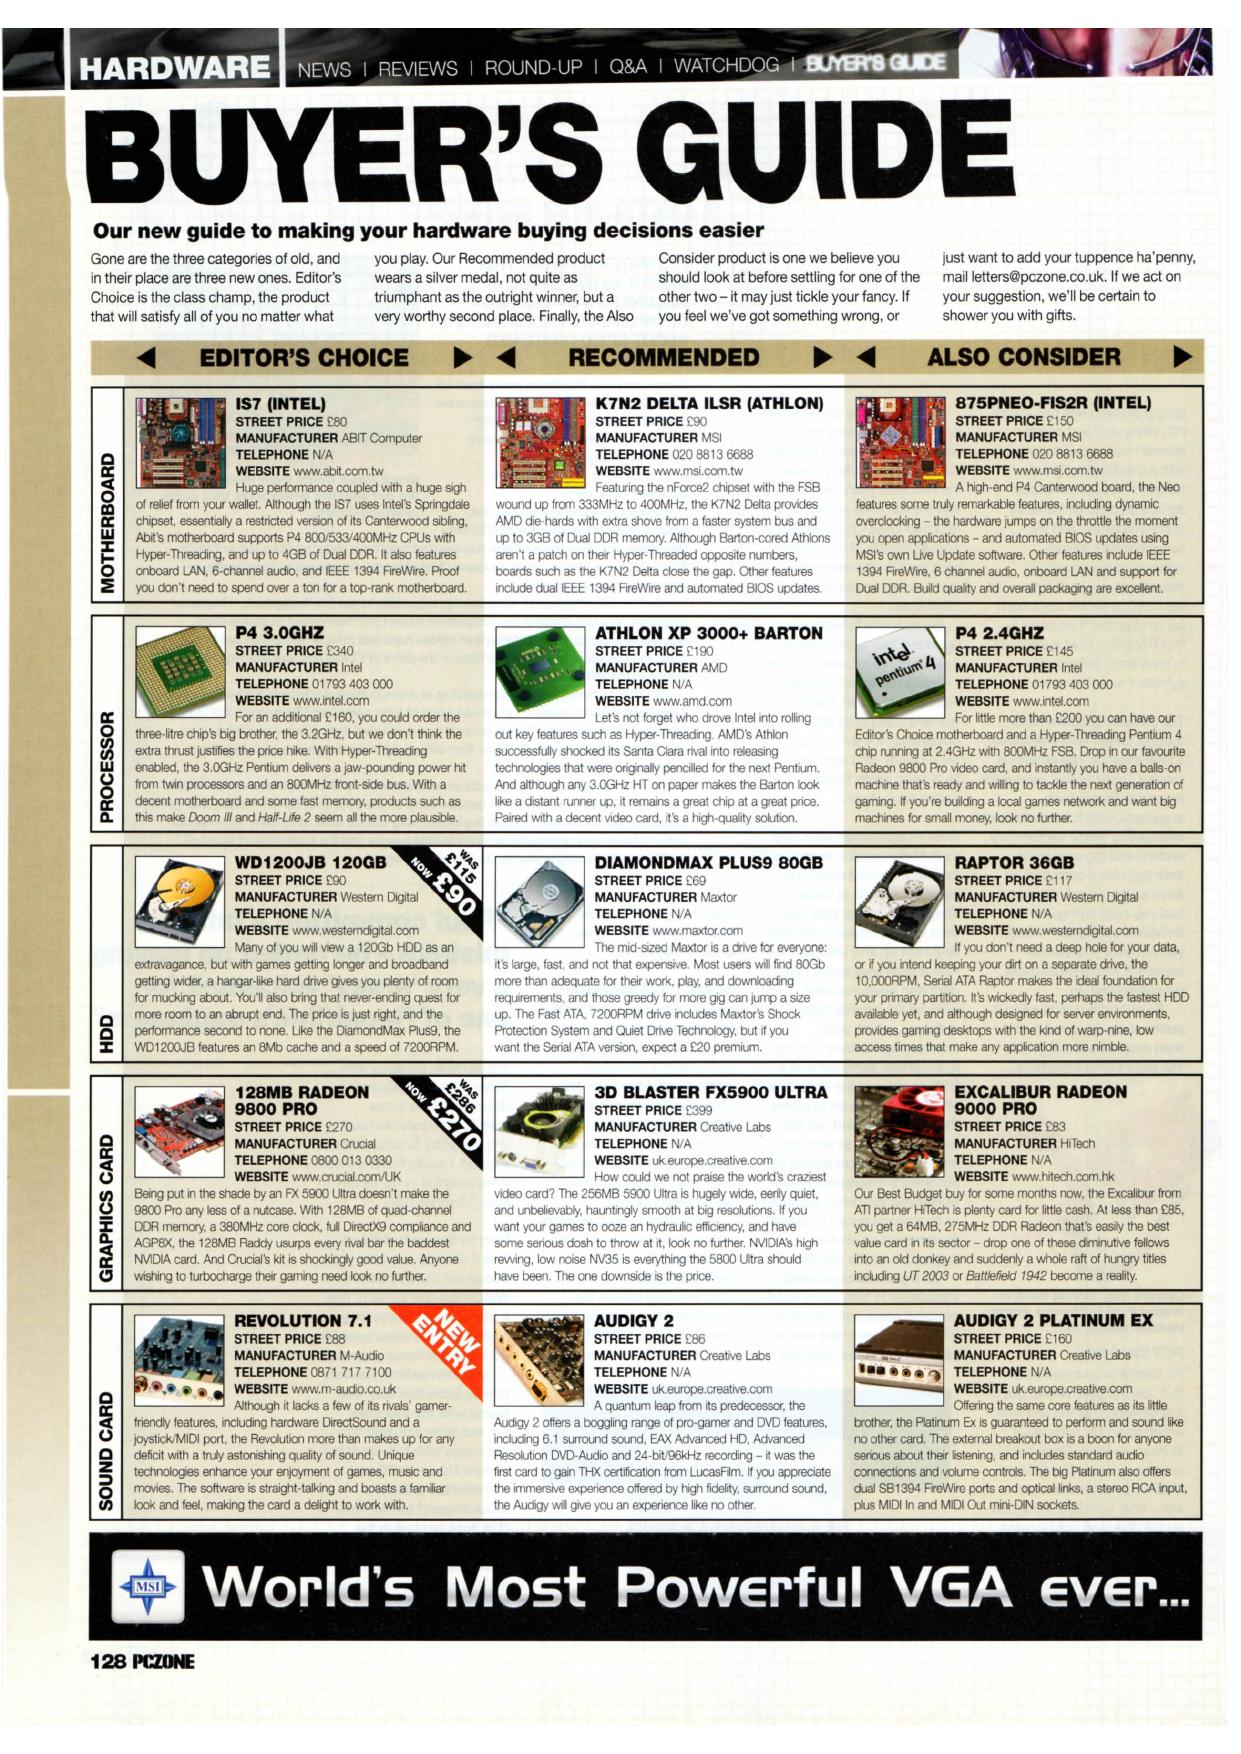 HARDWARE NEWS | REVIEWS | ROUND-UP | Q&A | WATCHDOG | BUYER'S GUIDE
BUYER'S GUIDE
Our new guide to making your hardware buying decisions easier
Gone are the three categories of old, and
in their place are three new ones. Editor's
Choice is the class champ, the product
that will satisfy all of you no matter what
you play. Our Recommended product
wears a silver medal, not quite as
triumphant as the outright winner, but a
very worthy second place. Finally, the Also
Consider product is one we believe you
should look at before settling for one of the
other two – it may just tickle your fancy. If
you feel we've got something wrong, or
just want to add your tuppence ha'penny,
mail letters@pczone.co.uk. If we act on
your suggestion, we'll be certain to
shower you with gifts.
EDITOR'S CHOICE
RECOMMENDED
ALSO CONSIDER
MOTHERBOARD
IS7 (INTEL)
STREET PRICE £80
MANUFACTURER ABIT Computer
TELEPHONE N/A
WEBSITE www.abit.com.tw
Huge performance coupled with a huge sigh
of relief from your wallet. Although the IS7 uses Intel's Springdale
chipset, essentially a restricted version of its Canterwood sibling,
Abit's motherboard supports P4 800/533/400MHz CPUs with
Hyper-Threading, and up to 4GB of Dual DDR. It also features
onboard LAN, 6-channel audio, and IEEE 1394 FireWire. Proof
you don't need to spend over a ton for a top-rank motherboard.
K7N2 DELTA ILSR (ATHLON)
STREET PRICE £90
MANUFACTURER MSI
TELEPHONE 020 8813 6688
WEBSITE www.msi.com.tw
Featuring the nForce2 chipset with the FSB
wound up from 333MHz to 400MHz, the K7N2 Delta provides
AMD die-hards with extra shove from a faster system bus and
up to 3GB of Dual DDR memory. Although Barton-cored Athlons
aren't a patch on their Hyper-Threaded opposite numbers,
boards such as the K7N2 Delta close the gap. Other features
include dual IEEE 1394 FireWire and automated BIOS updates.
875PNEO-FIS2R (INTEL)
STREET PRICE £150
MANUFACTURER MSI
TELEPHONE 020 8813 6688
WEBSITE www.msi.com.tw
A high-end P4 Canterwood board, the Neo
features some truly remarkable features, including dynamic
overclocking – the hardware jumps on the throttle the moment
you open applications – and automated BIOS updates using
MSI's own Live Update software. Other features include IEEE
1394 FireWire, 6 channel audio, onboard LAN and support for
Dual DDR. Build quality and overall packaging are excellent.
PROCESSOR
P4 3.0GHZ
STREET PRICE £340
MANUFACTURER Intel
TELEPHONE 01793 403 000
WEBSITE www.intel.com
For an additional £160, you could order the
three-litre chip's big brother, the 3.2GHz, but we don't think the
extra thrust justifies the price hike. With Hyper-Threading
enabled, the 3.0GHz Pentium delivers a jaw-pounding power hit
from twin processors and an 800MHz front-side bus. With a
decent motherboard and some fast memory, products such as
this make Doom III and Half-Life 2 seem all the more plausible.
ATHLON XP 3000+ BARTON
STREET PRICE £190
MANUFACTURER AMD
TELEPHONE N/A
WEBSITE www.amd.com
Let's not forget who drove Intel into rolling
out key features such as Hyper-Threading. AMD's Athlon
successfully shocked its Santa Clara rival into releasing
technologies that were originally pencilled for the next Pentium.
And although any 3.0GHz HT on paper makes the Barton look
like a distant runner up, it remains a great chip at a great price.
Paired with a decent video card, it's a high-quality solution.
intel
pentium 4
P4 2.4GHZ
STREET PRICE £145
MANUFACTURER Intel
TELEPHONE 01793 403 000
WEBSITE www.intel.com
For little more than £200 you can have our
Editor's Choice motherboard and a Hyper-Threading Pentium 4
chip running at 2.4GHz with 800MHz FSB. Drop in our favourite
Radeon 9800 Pro video card, and instantly you have a balls-on
machine that's ready and willing to tackle the next generation of
gaming. If you're building a local games network and want big
machines for small money, look no further.
HDD
WD1200JB 120GB
WAS £115
NOW £90
STREET PRICE £90
MANUFACTURER Western Digital
TELEPHONE N/A
WEBSITE www.westerndigital.com
Many of you will view a 120Gb HDD as an
extravagance, but with games getting longer and broadband
getting wider, a hangar-like hard drive gives you plenty of room
for mucking about. You'll also bring that never-ending quest for
more room to an abrupt end. The price is just right, and the
performance second to none. Like the DiamondMax Plus9, the
WD1200JB features an 8Mb cache and a speed of 7200RPM.
DIAMONDMAX PLUS9 80GB
STREET PRICE £69
MANUFACTURER Maxtor
TELEPHONE N/A
WEBSITE www.maxtor.com
The mid-sized Maxtor is a drive for everyone:
it's large, fast, and not that expensive. Most users will find 80Gb
more than adequate for their work, play, and downloading
requirements, and those greedy for more gig can jump a size
up. The Fast ATA, 7200RPM drive includes Maxtor's Shock
Protection System and Quiet Drive Technology, but if you
want the Serial ATA version, expect a £20 premium.
RAPTOR 36GB
STREET PRICE £117
MANUFACTURER Western Digital
TELEPHONE N/A
WEBSITE www.westerndigital.com
If you don't need a deep hole for your data,
or if you intend keeping your dirt on a separate drive, the
10,000RPM, Serial ATA Raptor makes the ideal foundation for
your primary partition. It's wickedly fast, perhaps the fastest HDD
available yet, and although designed for server environments,
provides gaming desktops with the kind of warp-nine, low
access times that make any application more nimble.
GRAPHICS CARD
128MB RADEON
9800 PRO
WAS £286
NOW £270
STREET PRICE £270
MANUFACTURER Crucial
TELEPHONE 0800 013 0330
WEBSITE www.crucial.com/UK
Being put in the shade by an FX 5900 Ultra doesn't make the
9800 Pro any less of a nutcase. With 128MB of quad-channel
DDR memory, a 380MHz core clock, full DirectX9 compliance and
AGP8X, the 128MB Raddy usurps every rival bar the baddest
NVIDIA card. And Crucial's kit is shockingly good value. Anyone
wishing to turbocharge their gaming need look no further.
3D BLASTER FX5900 ULTRA
STREET PRICE £399
MANUFACTURER Creative Labs
TELEPHONE N/A
WEBSITE uk.europe.creative.com
How could we not praise the world's craziest
video card? The 256MB 5900 Ultra is hugely wide, eerily quiet,
and unbelievably, hauntingly smooth at big resolutions. If you
want your games to ooze an hydraulic efficiency, and have
some serious dosh to throw at it, look no further. NVIDIA's high
revving, low noise NV35 is everything the 5800 Ultra should
have been. The one downside is the price.
EXCALIBUR RADEON
9000 PRO
STREET PRICE £83
MANUFACTURER HiTech
TELEPHONE N/A
WEBSITE www.hitech.com.hk
Our Best Budget buy for some months now, the Excalibur from
ATI partner HiTech is plenty card for little cash. At less than £85,
you get a 64MB, 275MHz DDR Radeon that's easily the best
value card in its sector – drop one of these diminutive fellows
into an old donkey and suddenly a whole raft of hungry titles
including UT 2003 or Battlefield 1942 become a reality.
SOUND CARD
REVOLUTION 7.1
NEW ENTRY
STREET PRICE £88
MANUFACTURER M-Audio
TELEPHONE 0871 717 7100
WEBSITE www.m-audio.co.uk
Although it lacks a few of its rivals' gamer-
friendly features, including hardware DirectSound and a
joystick/MIDI port, the Revolution more than makes up for any
deficit with a truly astonishing quality of sound. Unique
technologies enhance your enjoyment of games, music and
movies. The software is straight-talking and boasts a familiar
look and feel, making the card a delight to work with.
AUDIGY 2
STREET PRICE £86
MANUFACTURER Creative Labs
TELEPHONE N/A
WEBSITE uk.europe.creative.com
A quantum leap from its predecessor, the
Audigy 2 offers a boggling range of pro-gamer and DVD features,
including 6.1 surround sound, EAX Advanced HD, Advanced
Resolution DVD-Audio and 24-bit/96kHz recording – it was the
first card to gain THX certification from LucasFilm. If you appreciate
the immersive experience offered by high fidelity, surround sound,
the Audigy will give you an experience like no other.
AUDIGY 2 PLATINUM EX
STREET PRICE £160
MANUFACTURER Creative Labs
TELEPHONE N/A
WEBSITE uk.europe.creative.com
Offering the same core features as its little
brother, the Platinum Ex is guaranteed to perform and sound like
no other card. The external breakout box is a boon for anyone
serious about their listening, and includes standard audio
connections and volume controls. The big Platinum also offers
dual SB1394 FireWire ports and optical links, a stereo RCA input,
plus MIDI In and MIDI Out mini-DIN sockets.
MSI World's Most Powerful VGA ever...
128 PCZONE